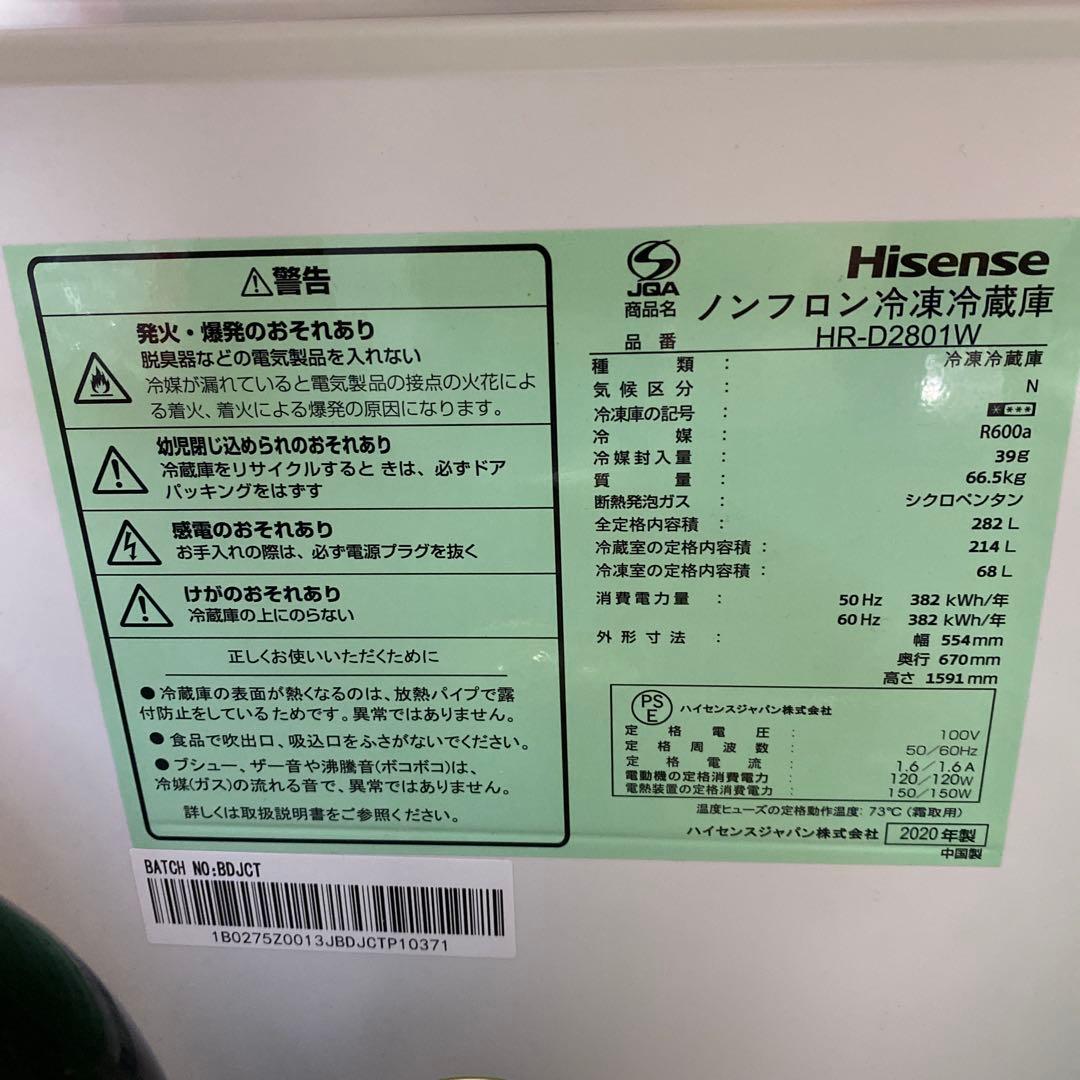 ⚠警告
発火・爆発のおそれあり
脱臭器などの電気製品を入れない
冷媒が漏れていると電気製品の接点の火花によ
る着火、着火による爆発の原因になります。
幼児閉じ込められのおそれあり
冷蔵庫をリサイクルすると きは、必ずドア
パッキングをはずす
感電のおそれあり
お手入れの際は、必ず電源プラグを抜く
けがのおそれあり
冷蔵庫の上にのらない
正しくお使いいただくために
●冷蔵庫の表面が熱くなるのは、放熱パイプで露
付防止をしているためです。異常ではありません。
●食品で吹出口、吸込口をふさがないでください。
●プシュー、ザー音や沸騰音(ボコボコ)は、
冷媒(ガス)の流れる音で、異常ではありません。
詳しくは取扱説明書をご参照ください。
JQA
Hisense
商品名 ノンフロン冷凍冷蔵庫
品番 HR-D2801W
種類 : 冷凍冷蔵庫
気候区分 : N
冷凍庫の記号 : * ***
冷媒 : R600a
冷媒封入量 : 39g
質量 : 66.5kg
断熱発泡ガス : シクロペンタン
全定格内容積 : 282 L
冷蔵室の定格内容積 : 214 L
冷凍室の定格内容積 : 68 L
消費電力量 : 50 Hz 382 kWh/年
60 Hz 382 kWh/年
外形寸法 : 幅 554mm
奥行 670mm
高さ 1591mm
PS
E ハイセンスジャパン株式会社
定格電圧 : 100V
定格周波数 : 50/60Hz
定格電流 : 1.6/1.6A
電動機の定格消費電力 : 120/120W
電熱装置の定格消費電力 : 150/150W
温度ヒューズの定格動作温度: 73℃(霜取用)
ハイセンスジャパン株式会社 2020年製
中国製
BATCH NO:BDJCT
1B0275Z0013JBDJCTP10371